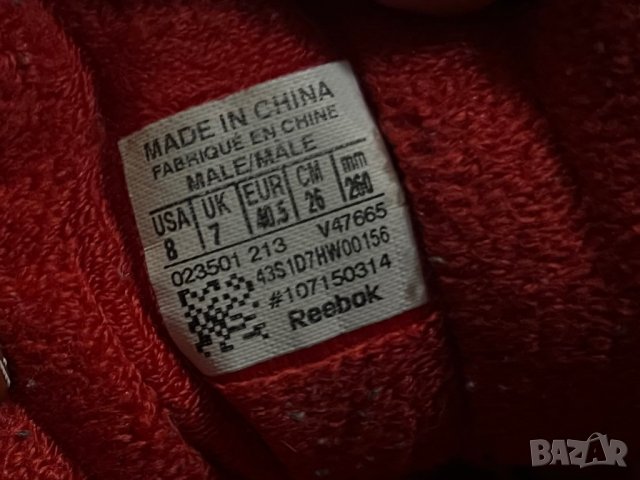 MADE IN CHINA
FABRIQUÉ EN CHINE
MALE/MALE
USA UK EUR CM mm
8 7 40.5 26 260
023501 213 V47665
43S1D7HW00156
#107150314
Reebok
BAZAR